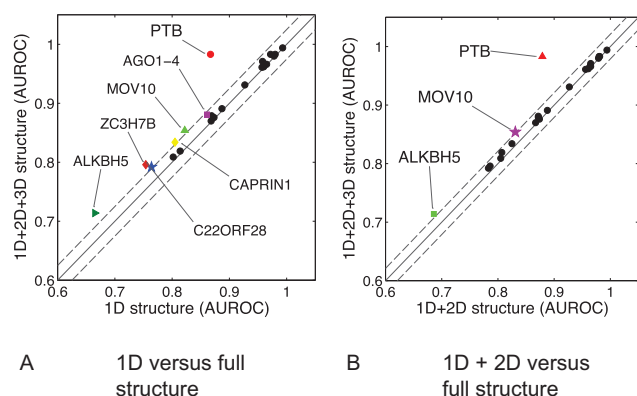 1D+2D+3D structure (AUROC)
1
0.9
0.8
0.7
0.6
0.6
0.7
0.8
0.9
1
1D structure (AUROC)
PTB
AGO1-4
MOV10
ZC3H7B
ALKBH5
CAPRIN1
C22ORF28
1D+2D+3D structure (AUROC)
1
0.9
0.8
0.7
0.6
0.6
0.7
0.8
0.9
1
1D+2D structure (AUROC)
PTB
MOV10
ALKBH5
A
1D versus full
structure
B
1D + 2D versus
full structure